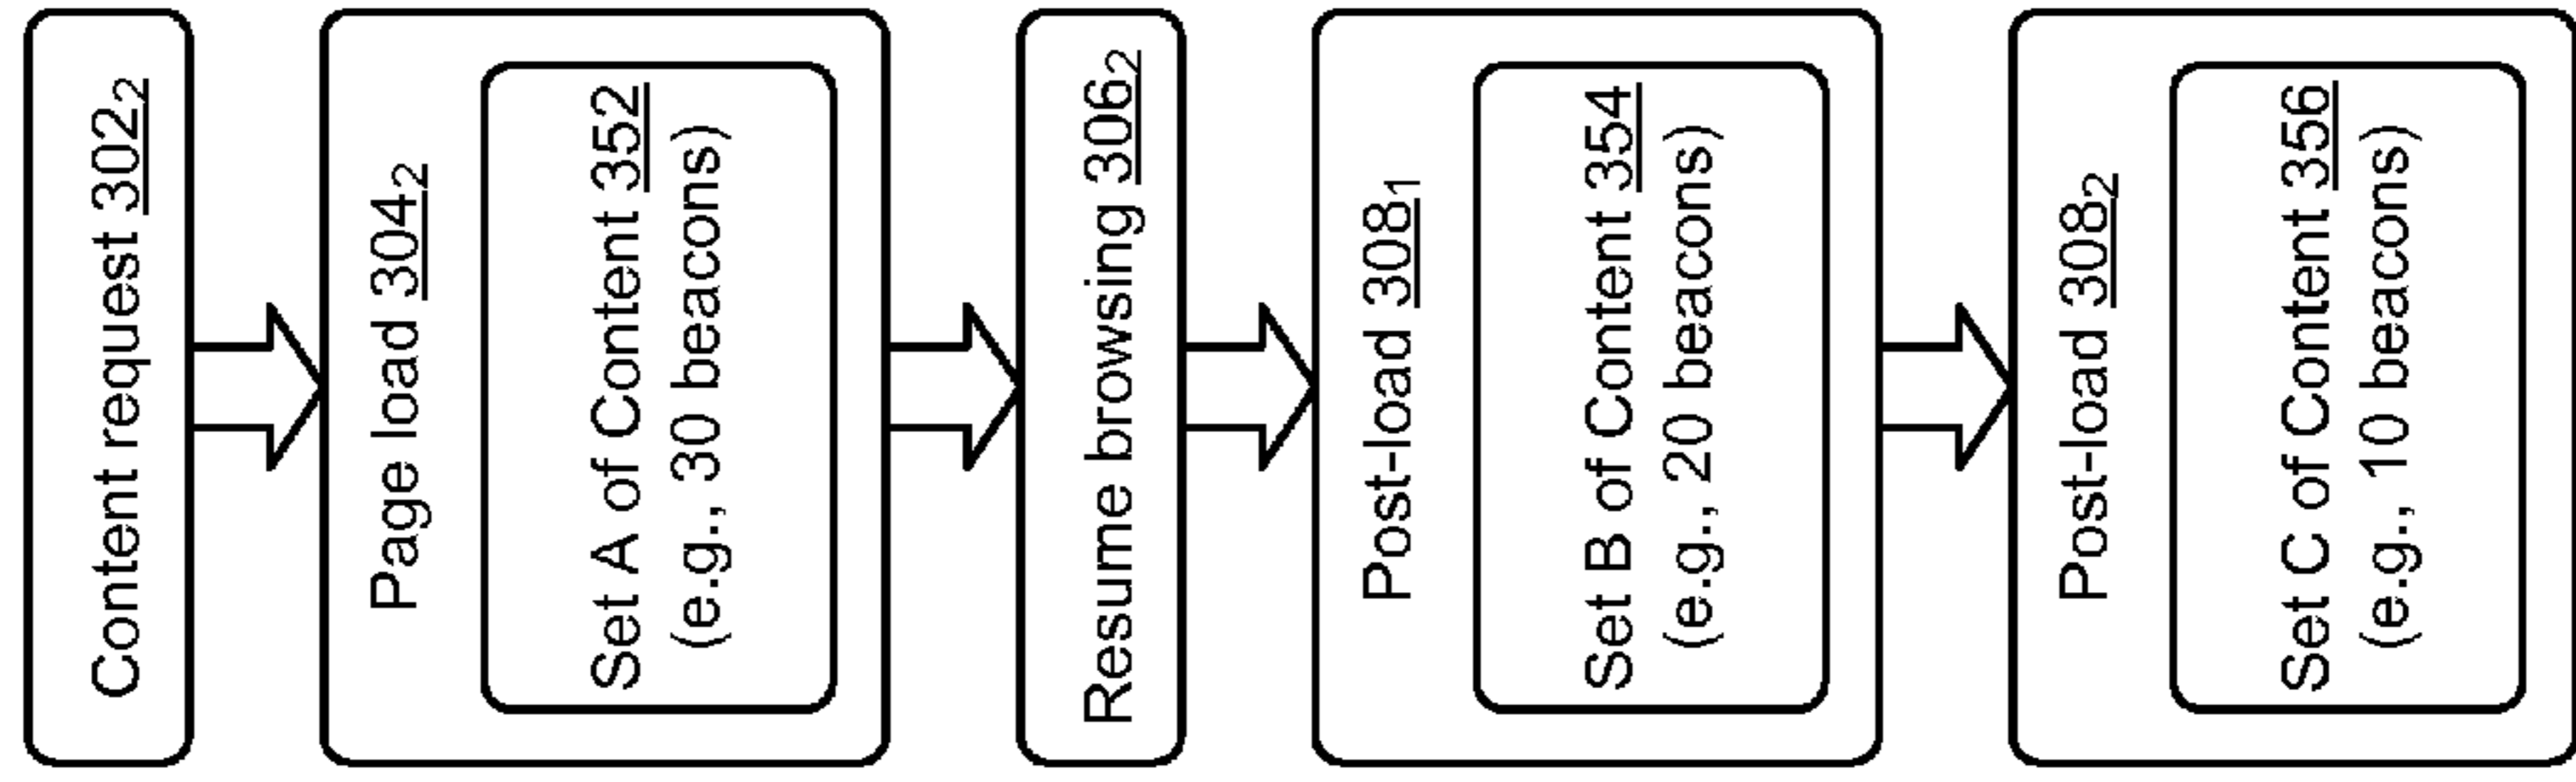 Content request 302₂
Page load 304₂
Set A of Content 352
(e.g., 30 beacons)
Resume browsing 306₂
Post-load 308₁
Set B of Content 354
(e.g., 20 beacons)
Post-load 308₂
Set C of Content 356
(e.g., 10 beacons)